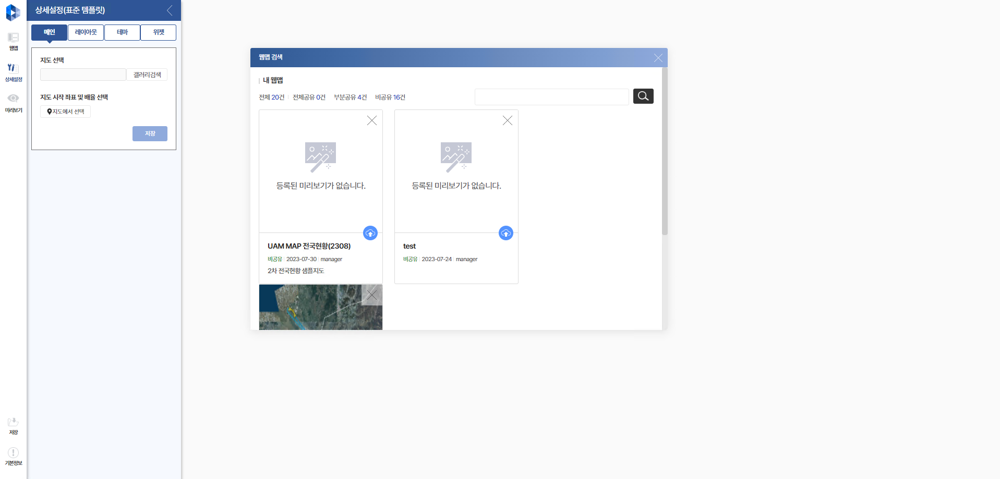 상세설정(표준 템플릿)
웹맵
상세설정
미리보기
저장
기본정보
메인
레이아웃
테마
위젯
지도 선택
갤러리검색
지도 시작 좌표 및 배율 선택
지도에서 선택
저장
웹맵 검색
내 웹맵
전체 20건 전체공유 0건 부분공유 4건 비공유 16건
등록된 미리보기가 없습니다.
UAM MAP 전국현황(2308)
비공유 2023-07-30 manager
2차 전국현황 샘플지도
등록된 미리보기가 없습니다.
test
비공유 2023-07-24 manager